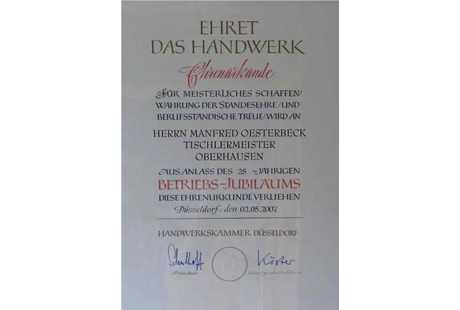 EHRET
DAS HANDWERK
Ehrenurkunde
FÜR MEISTERLICHES SCHAFFEN/
WAHRUNG DER STANDESEHRE/UND
BERUFSSTÄNDISCHE TREUE/WIRD AN
HERRN MANFRED OESTERBECK
TISCHLERMEISTER
OBERHAUSEN
AUS ANLASS DES 25-JÄHRIGEN
BETRIEBS-JUBILÄUMS
DIESE EHRENURKUNDE VERLIEHEN
Düsseldorf · den 02.05.2007
HANDWERKSKAMMER DÜSSELDORF
Präsident